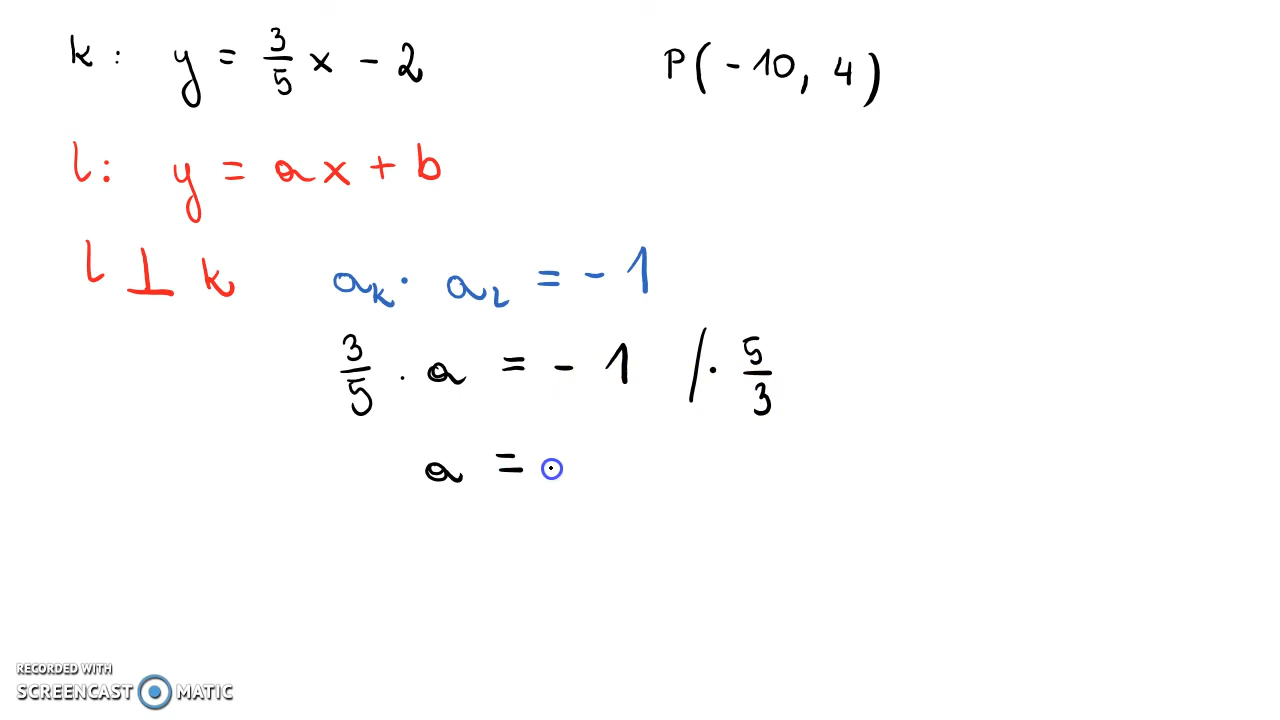 k: y = 3/5 x - 2 P(-10, 4)
l: y = ax + b
l ⊥ k a_k · a_l = -1
3/5 · a = -1 /· 5/3
a =
RECORDED WITH
SCREENCAST MATIC